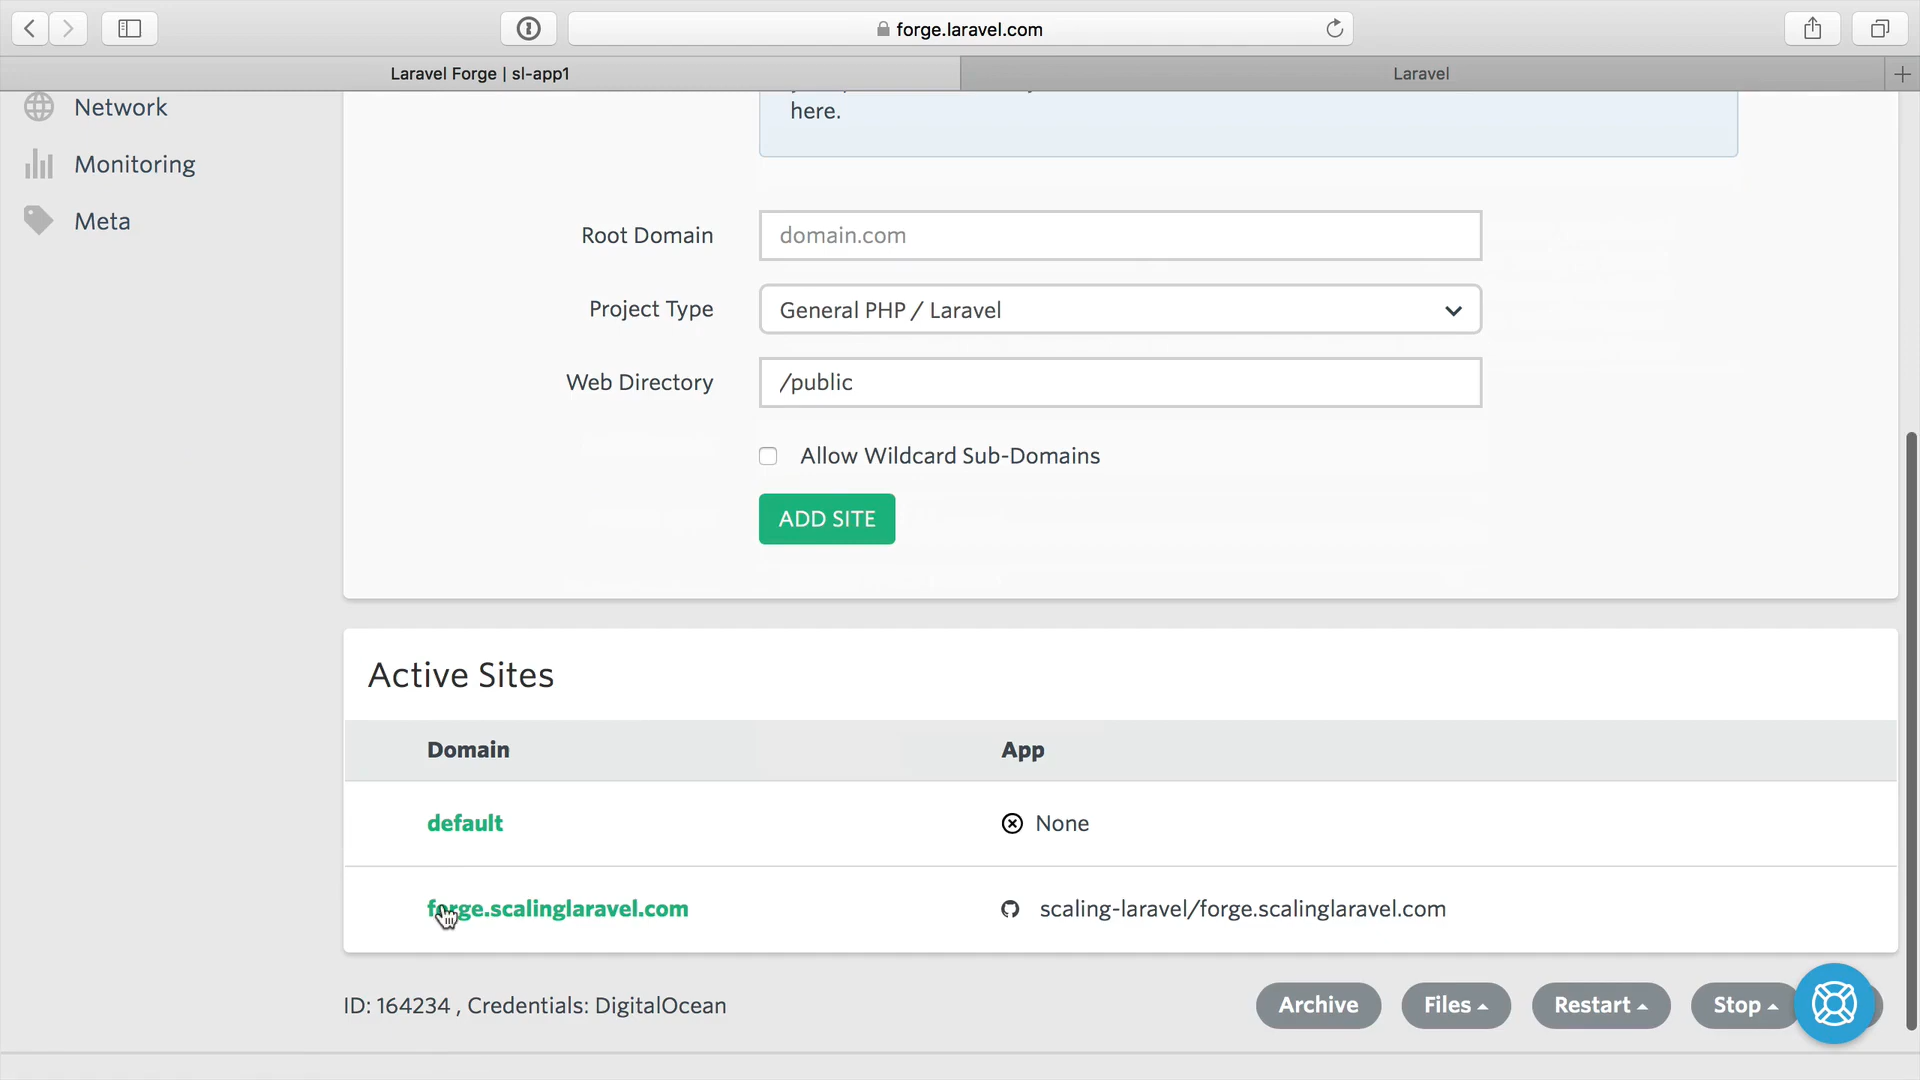 forge.laravel.com
Laravel Forge | sl-app1
Laravel
Network
Monitoring
Meta
here.
Root Domain
domain.com
Project Type
General PHP / Laravel
Web Directory
/public
Allow Wildcard Sub-Domains
ADD SITE
Active Sites
Domain
App
default
None
forge.scalinglaravel.com
scaling-laravel/forge.scalinglaravel.com
ID: 164234 , Credentials: DigitalOcean
Archive
Files
Restart
Stop